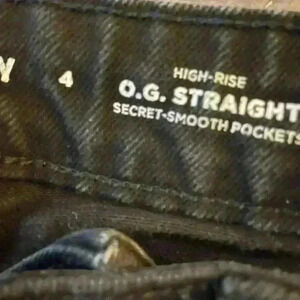 Y 4
HIGH-RISE
O.G. STRAIGHT
SECRET-SMOOTH POCKETS